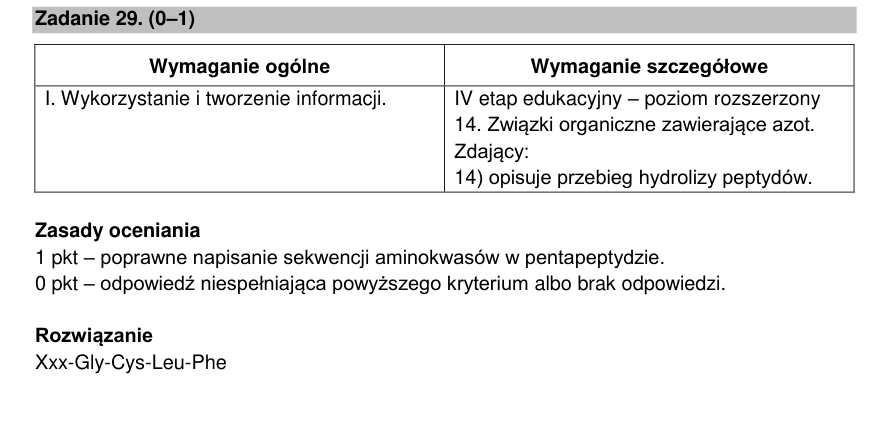 Zadanie 29. (0–1)
Wymaganie ogólne
Wymaganie szczegółowe
I. Wykorzystanie i tworzenie informacji.
IV etap edukacyjny – poziom rozszerzony
14. Związki organiczne zawierające azot.
Zdający:
14) opisuje przebieg hydrolizy peptydów.
Zasady oceniania
1 pkt – poprawne napisanie sekwencji aminokwasów w pentapeptydzie.
0 pkt – odpowiedź niespełniająca powyższego kryterium albo brak odpowiedzi.
Rozwiązanie
Xxx-Gly-Cys-Leu-Phe